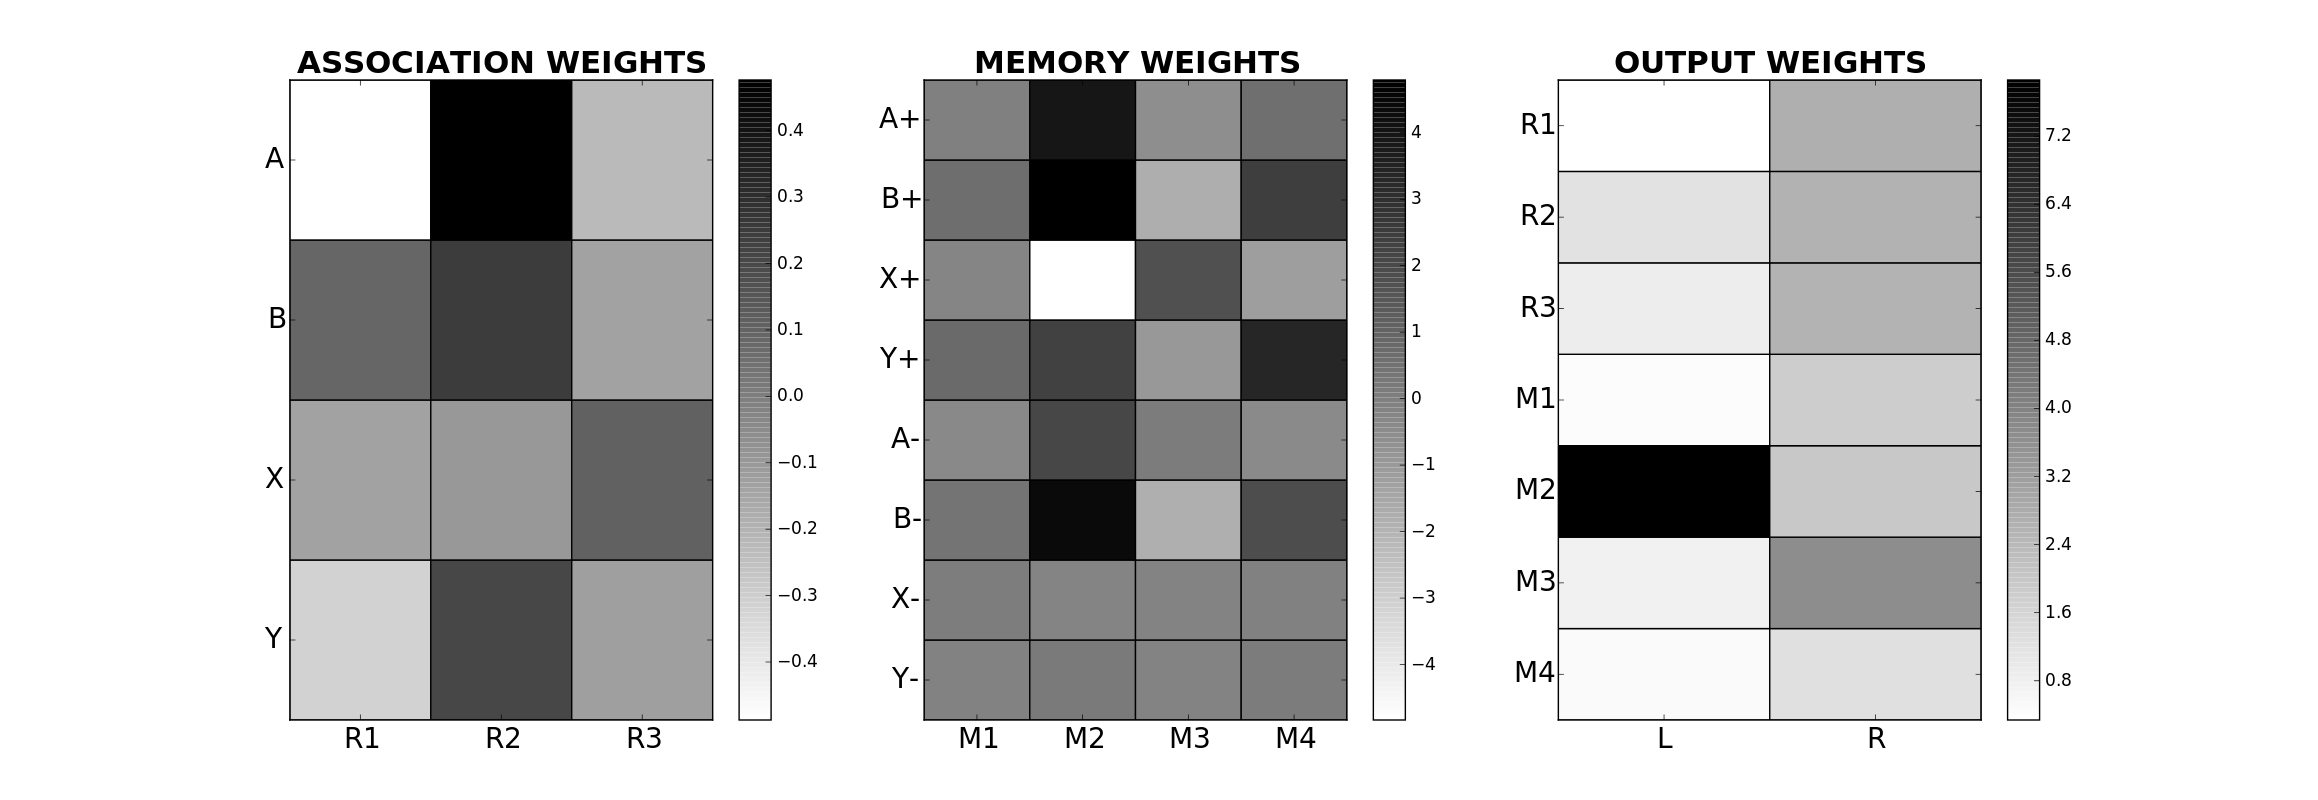 ASSOCIATION WEIGHTS
A
B
X
Y
R1 R2 R3
0.4
0.3
0.2
0.1
0.0
−0.1
−0.2
−0.3
−0.4
MEMORY WEIGHTS
A+
B+
X+
Y+
A-
B-
X-
Y-
M1 M2 M3 M4
4
3
2
1
0
−1
−2
−3
−4
OUTPUT WEIGHTS
R1
R2
R3
M1
M2
M3
M4
L R
7.2
6.4
5.6
4.8
4.0
3.2
2.4
1.6
0.8